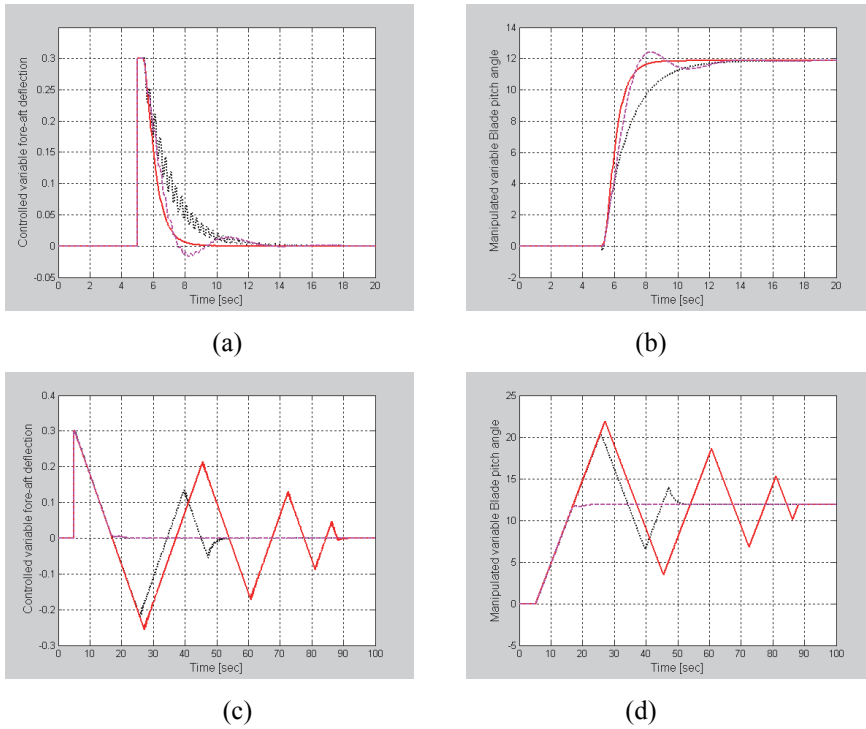 Controlled variable fore-aft deflection
0.3
0.25
0.2
0.15
0.1
0.05
0
-0.05
0 2 4 6 8 10 12 14 16 18 20
Time [sec]
(a)
Manipulated variable Blade pitch angle
14
12
10
8
6
4
2
0
-2
0 2 4 6 8 10 12 14 16 18 20
Time [sec]
(b)
Controlled variable fore-aft deflection
0.4
0.3
0.2
0.1
0
-0.1
-0.2
-0.3
0 10 20 30 40 50 60 70 80 90 100
Time [sec]
(c)
Manipulated variable Blade pitch angle
25
20
15
10
5
0
-5
0 10 20 30 40 50 60 70 80 90 100
Time [sec]
(d)